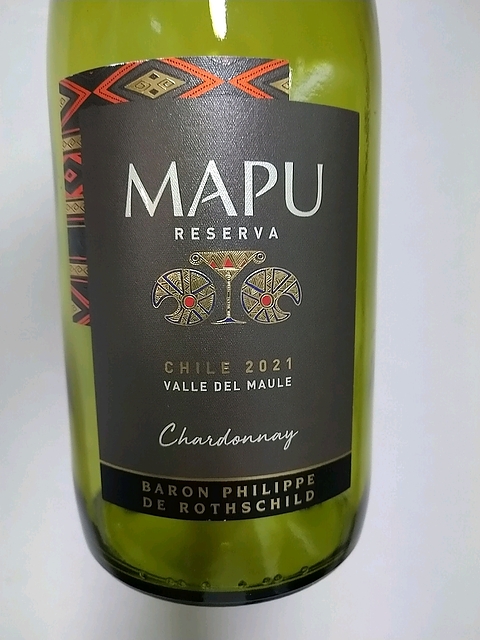 MAPU
RESERVA
CHILE 2021
VALLE DEL MAULE
Chardonnay
BARON PHILIPPE
DE ROTHSCHILD